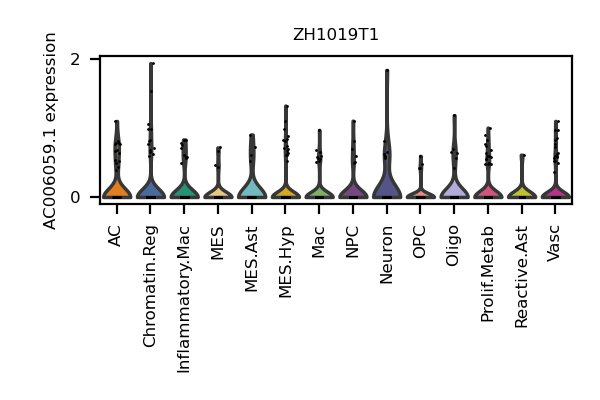 ZH1019T1
AC006059.1 expression
2
0
AC
Chromatin.Reg
Inflammatory.Mac
MES
MES.Ast
MES.Hyp
Mac
NPC
Neuron
OPC
Oligo
Prolif.Metab
Reactive.Ast
Vasc